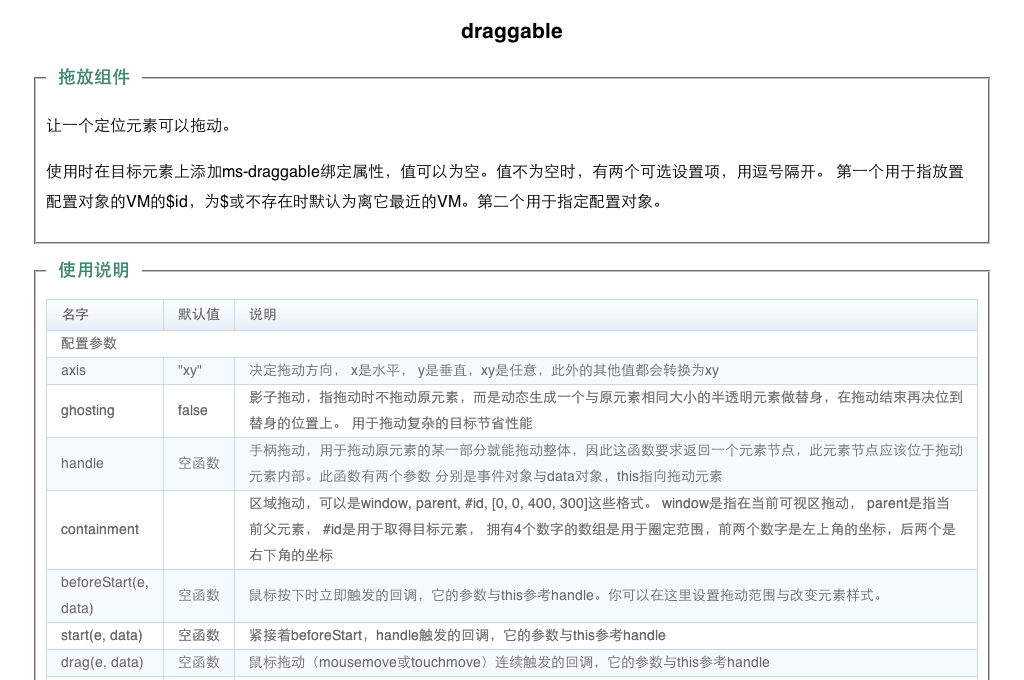 draggable
拖放组件
让一个定位元素可以拖动。
使用时在目标元素上添加ms-draggable绑定属性，值可以为空。值不为空时，有两个可选设置项，用逗号隔开。 第一个用于指放置
配置对象的VM的$id，为$或不存在时默认为离它最近的VM。第二个用于指定配置对象。
使用说明
名字 默认值 说明
配置参数
axis "xy" 决定拖动方向， x是水平， y是垂直，xy是任意，此外的其他值都会转换为xy
ghosting false 影子拖动，指拖动时不拖动原元素，而是动态生成一个与原元素相同大小的半透明元素做替身，在拖动结束再决位到
替身的位置上。 用于拖动复杂的目标节省性能
handle 空函数 手柄拖动，用于拖动原元素的某一部分就能拖动整体，因此这函数要求返回一个元素节点，此元素节点应该位于拖动
元素内部。此函数有两个参数 分别是事件对象与data对象，this指向拖动元素
containment 区域拖动，可以是window, parent, #id, [0, 0, 400, 300]这些格式。 window是指在当前可视区拖动， parent是指当
前父元素， #id是用于取得目标元素， 拥有4个数字的数组是用于圈定范围，前两个数字是左上角的坐标，后两个是
右下角的坐标
beforeStart(e,
data) 空函数 鼠标按下时立即触发的回调，它的参数与this参考handle。你可以在这里设置拖动范围与改变元素样式。
start(e, data) 空函数 紧接着beforeStart，handle触发的回调，它的参数与this参考handle
drag(e, data) 空函数 鼠标拖动（mousemove或touchmove）连续触发的回调，它的参数与this参考handle